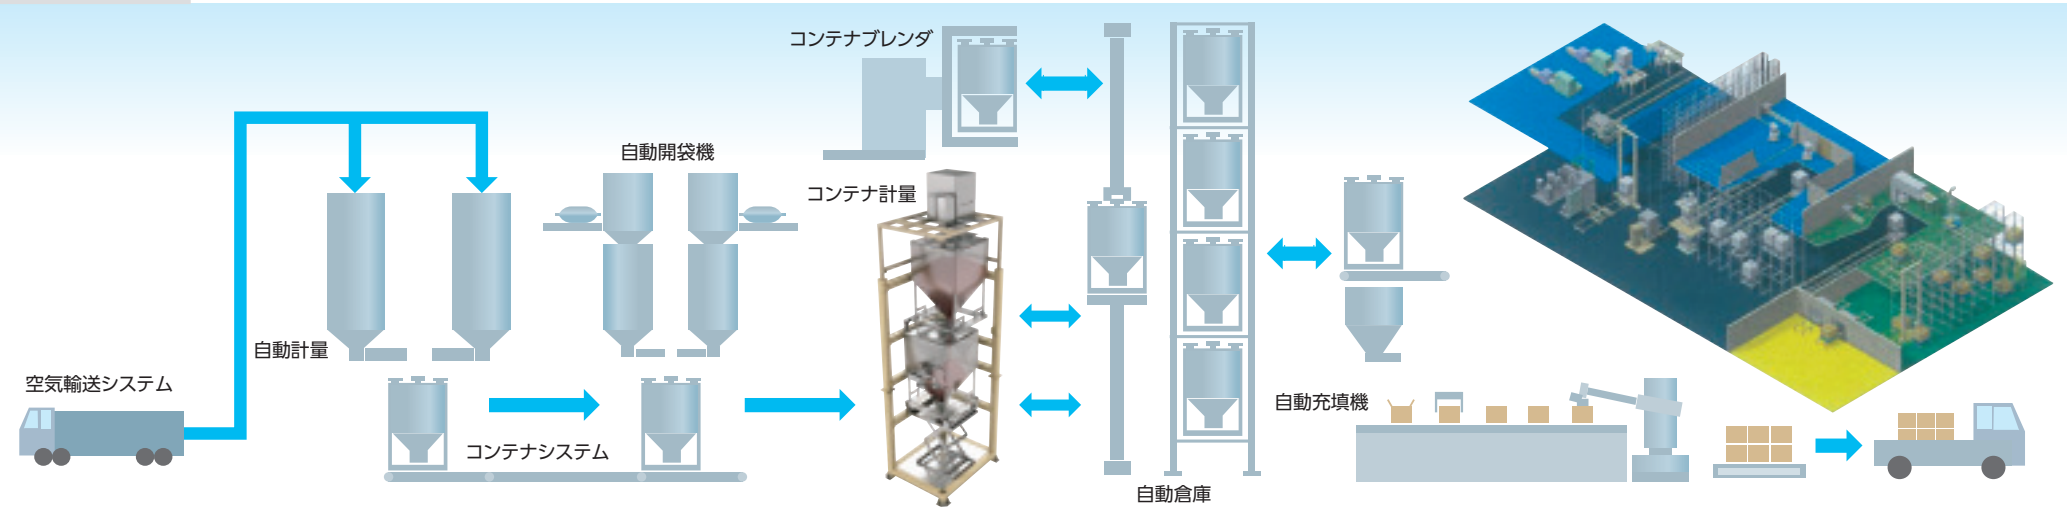 コンテナブレンダ
自動開袋機
コンテナ計量
自動計量
空気輸送システム
コンテナシステム
自動充填機
自動倉庫